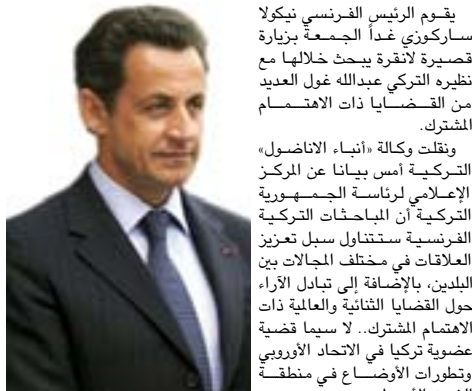 يقوم الرئيس الفرنسي نيكولا
ساركوزي غداً الجمعة بزيارة
قصيرة لانقرة يبحث خلالها مع
نظيره التركي عبدالله غول العديد
من القضايا ذات الاهتمام
المشترك.
ونقلت وكالة «أنباء الاناضول»
التركية أمس بيانا عن المركز
الإعلامي لرئاسة الجمهورية
التركية أن المباحثات التركية
الفرنسية ستتناول سبل تعزيز
العلاقات في مختلف المجالات بين
البلدين، بالإضافة إلى تبادل الآراء
حول القضايا الثنائية والعالمية ذات
الاهتمام المشترك.. لا سيما قضية
عضوية تركيا في الاتحاد الأوروبي
وتطورات الأوضاع في منطقة